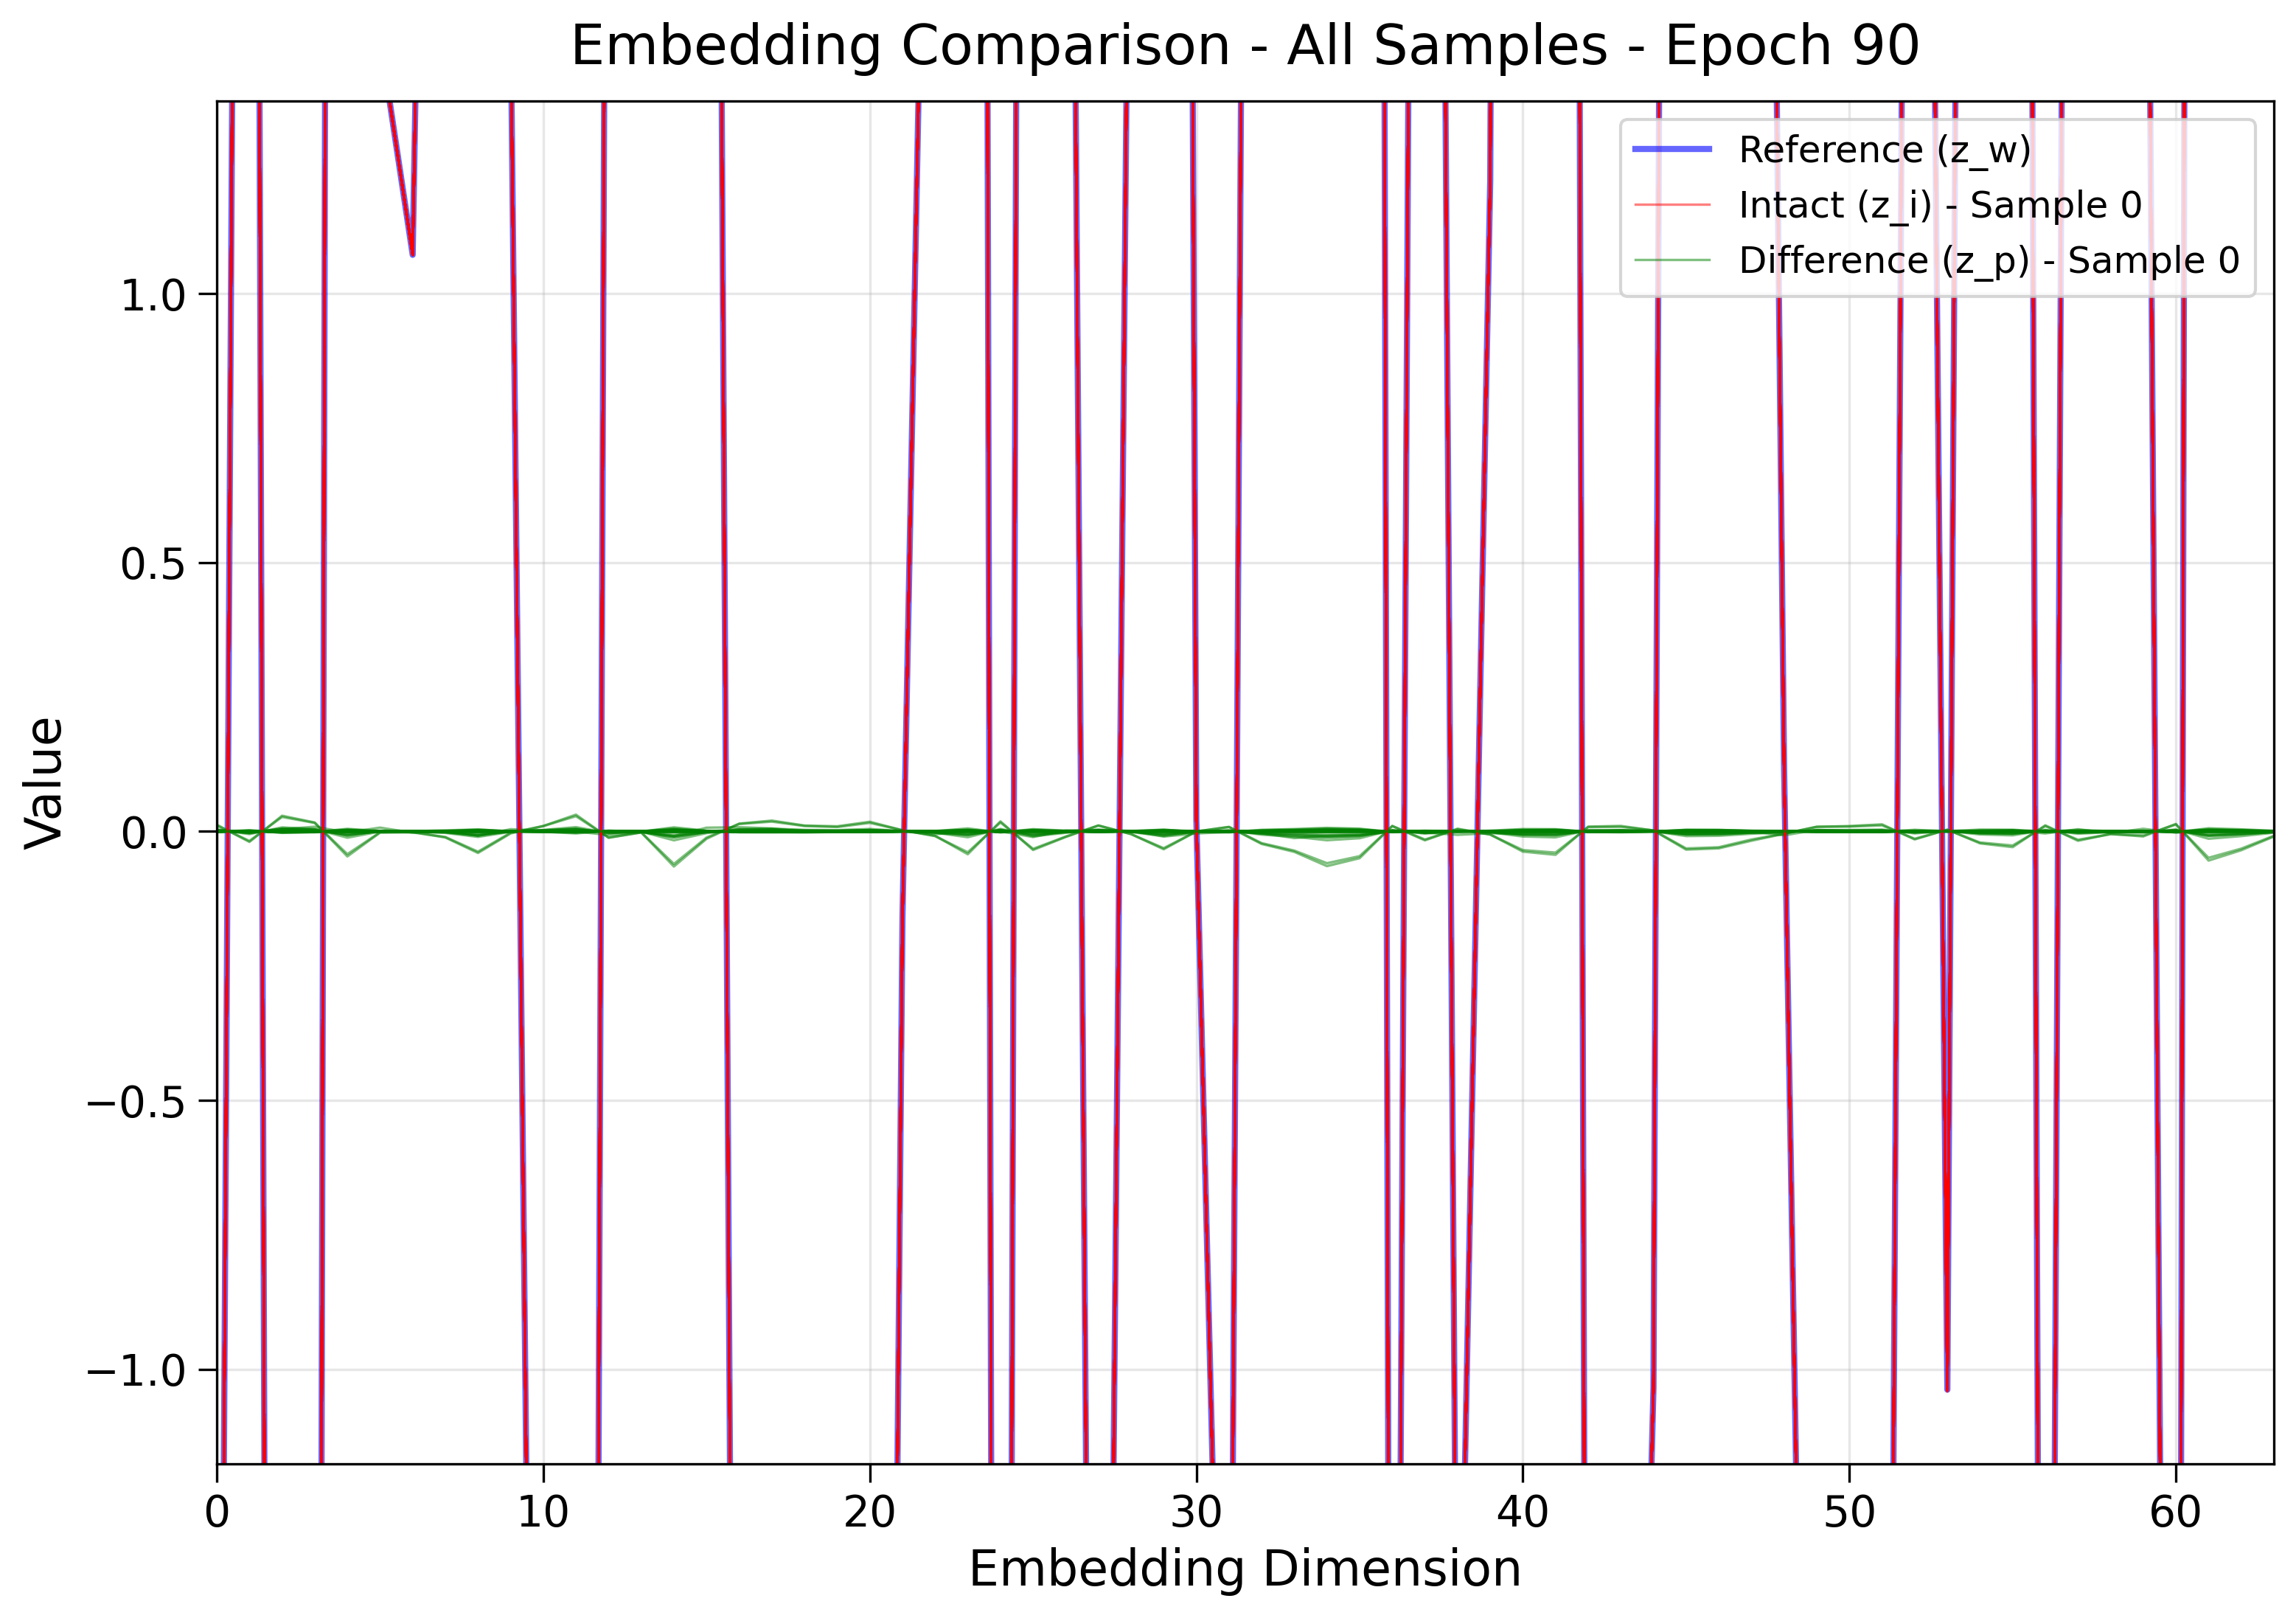 Embedding Comparison - All Samples - Epoch 90
Reference (z_w)
Intact (z_i) - Sample 0
Difference (z_p) - Sample 0
1.0
0.5
0.0
−0.5
−1.0
Value
0 10 20 30 40 50 60
Embedding Dimension